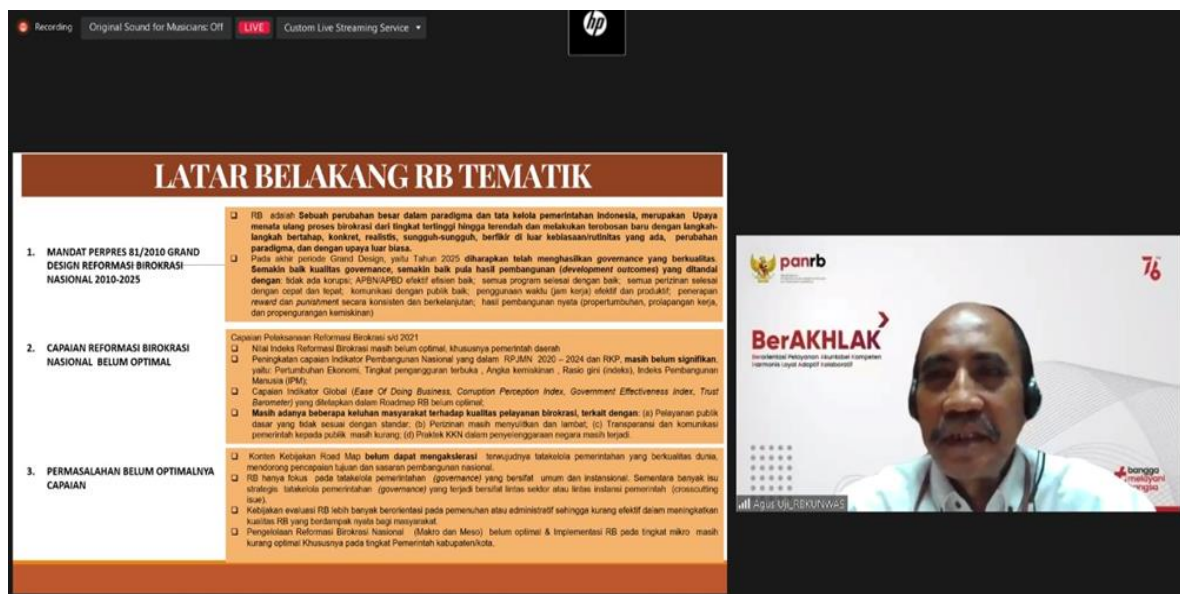 Recording Original Sound for Musicians: Off LIVE Custom Live Streaming Service
hp
LATAR BELAKANG RB TEMATIK
1. MANDAT PERPRES 81/2010 GRAND
DESIGN REFORMASI BIROKRASI
NASIONAL 2010-2025
RB adalah Sebuah perubahan besar dalam paradigma dan tata kelola pemerintahan Indonesia, merupakan Upaya
menata ulang proses birokrasi dari tingkat tertinggi hingga terendah dan melakukan terobosan baru dengan langkah-
langkah bertahap, konkret, realistis, sungguh-sungguh, berfikir di luar kebiasaan/rutinitas yang ada, perubahan
paradigma, dan dengan upaya luar biasa.
Pada akhir periode Grand Design, yaitu Tahun 2025 diharapkan telah menghasilkan governance yang berkualitas.
Semakin baik kualitas governance, semakin baik pula hasil pembangunan (development outcomes) yang ditandai
dengan: tidak ada korupsi; APBN/APBD efektif efisien baik; semua program selesai dengan baik; semua perizinan selesai
dengan cepat dan tepat; komunikasi dengan publik baik; penggunaan waktu (jam kerja) efektif dan produktif; penerapan
reward dan punishment secara konsisten dan berkelanjutan; hasil pembangunan nyata (propertumbuhan, prolapangan kerja,
dan propengurangan kemiskinan)
2. CAPAIAN REFORMASI BIROKRASI
NASIONAL BELUM OPTIMAL
Capaian Pelaksanaan Reformasi Birokrasi s/d 2021
Nilai Indeks Reformasi Birokrasi masih belum optimal, khususnya pemerintah daerah
Peningkatan capaian Indikator Pembangunan Nasional yang dalam RPJMN 2020 – 2024 dan RKP, masih belum signifikan,
yaitu: Pertumbuhan Ekonomi, Tingkat pengangguran terbuka , Angka kemiskinan , Rasio gini (indeks), Indeks Pembangunan
Manusia (IPM);
Capaian Indikator Global (Ease Of Doing Business, Corruption Perception Index, Government Effectiveness Index, Trust
Barometer) yang ditetapkan dalam Roadmap RB belum optimal;
Masih adanya beberapa keluhan masyarakat terhadap kualitas pelayanan birokrasi, terkait dengan: (a) Pelayanan publik
dasar yang tidak sesuai dengan standar; (b) Perizinan masih menyulitkan dan lambat, (c) Transparansi dan komunikasi
pemerintah kepada publik masih kurang; (d) Praktek KKN dalam penyelenggaraan negara masih terjadi.
3. PERMASALAHAN BELUM OPTIMALNYA
CAPAIAN
Konten Kebijakan Road Map belum dapat mengakslerasi terwujudnya tatakelola pemerintahan yang berkualitas dunia,
mendorong pencapaian tujuan dan sasaran pembangunan nasional.
RB hanya fokus pada tatakelola pemerintahan (governance) yang bersifat umum dan instansional. Sementara banyak isu
strategis tatakelola pemerintahan (governance) yang terjadi bersifat lintas sektor atau lintas instansi pemerintah (crosscutting
isue).
Kebijakan evaluasi RB lebih banyak berorientasi pada pemenuhan atau administratif sehingga kurang efektif dalam meningkatkan
kualitas RB yang berdampak nyata bagi masyarakat.
Pengelolaan Reformasi Birokrasi Nasional (Makro dan Meso) belum optimal & Implementasi RB pada tingkat mikro masih
kurang optimal Khususnya pada tingkat Pemerintah kabupaten/kota.
panrb
76
BerAKHLAK
Berorientasi Pelayanan Akuntabel Kompeten
Harmonis Loyal Adaptif Kolaboratif
bangga
melayani
bangsa
Agus Uji_RBKUNWAS